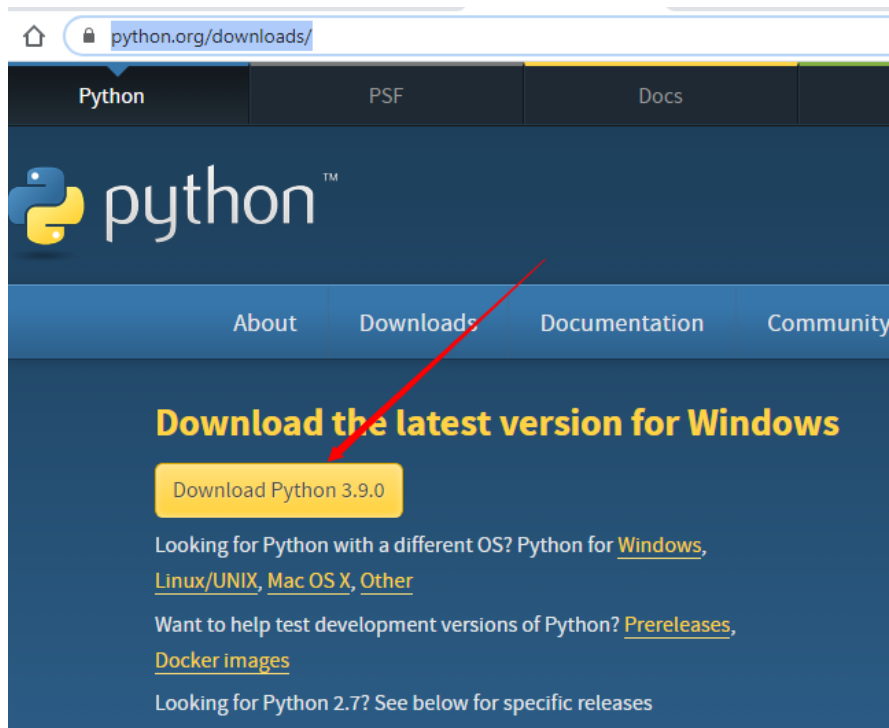 python.org/downloads/
Python PSF Docs
python™
About Downloads Documentation Community
Download the latest version for Windows
Download Python 3.9.0
Looking for Python with a different OS? Python for Windows,
Linux/UNIX, Mac OS X, Other
Want to help test development versions of Python? Prereleases,
Docker images
Looking for Python 2.7? See below for specific releases